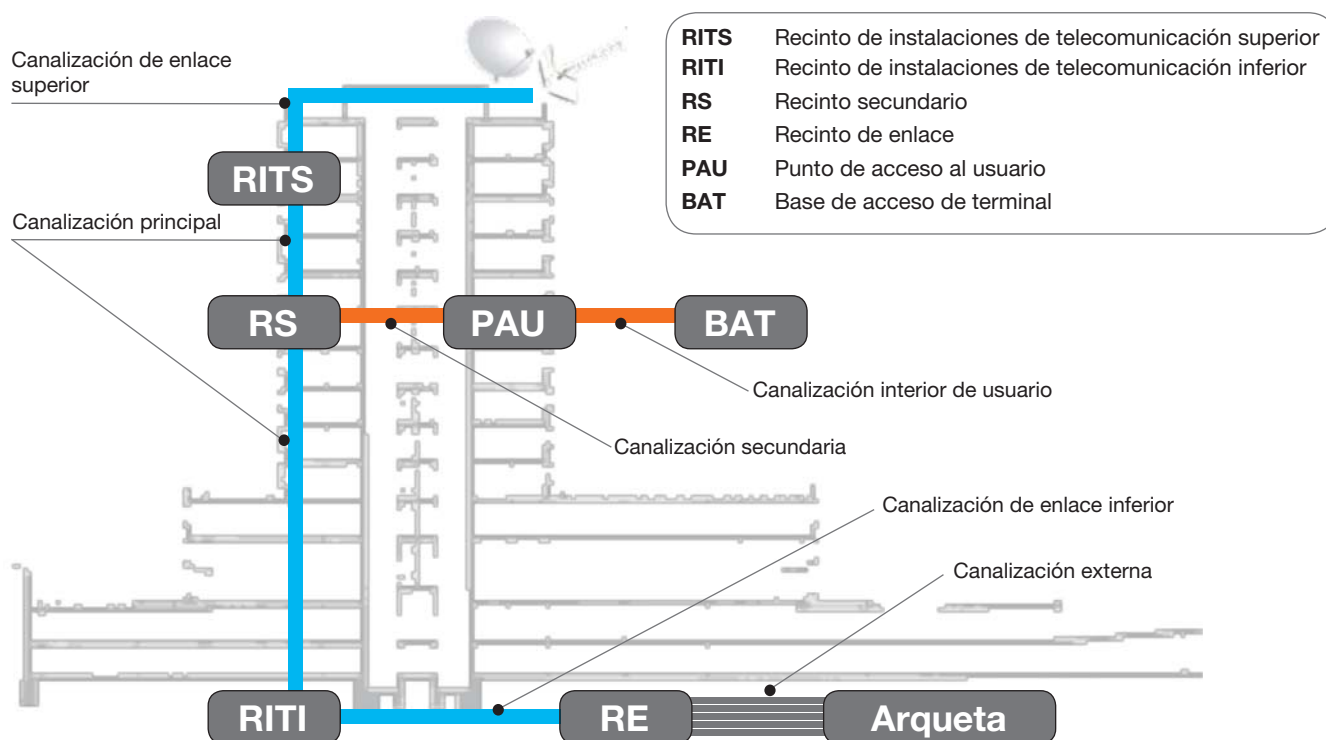 Canalización de enlace
superior
RITS Recinto de instalaciones de telecomunicación superior
RITI Recinto de instalaciones de telecomunicación inferior
RS Recinto secundario
RE Recinto de enlace
PAU Punto de acceso al usuario
BAT Base de acceso de terminal
RITS
Canalización principal
RS
PAU
BAT
Canalización interior de usuario
Canalización secundaria
Canalización de enlace inferior
Canalización externa
RITI
RE
Arqueta